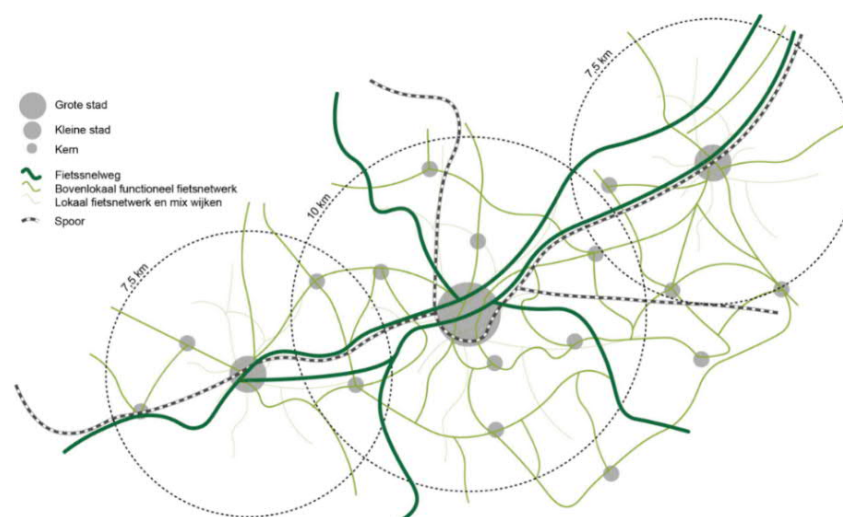 Grote stad
Kleine stad
Kern
Fietssnelweg
Bovenlokaal functioneel fietsnetwerk
Lokaal fietsnetwerk en mix wijken
Spoor
7,5 km
10 km
7,5 km